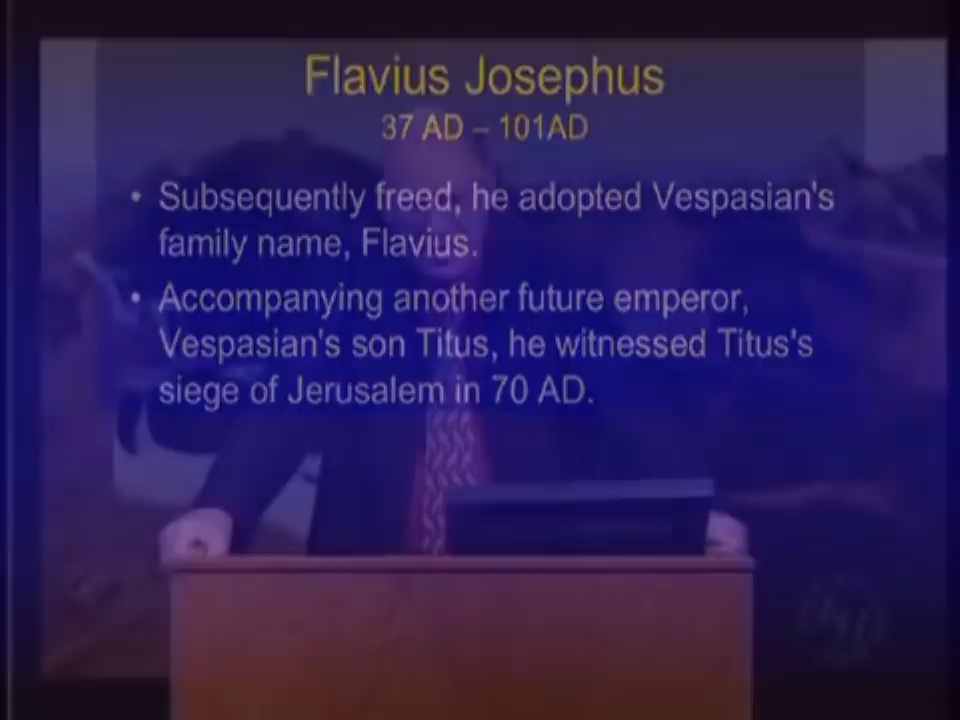 Flavius Josephus
37 AD – 101AD
• Subsequently freed, he adopted Vespasian's
family name, Flavius.
• Accompanying another future emperor,
Vespasian's son Titus, he witnessed Titus's
siege of Jerusalem in 70 AD.